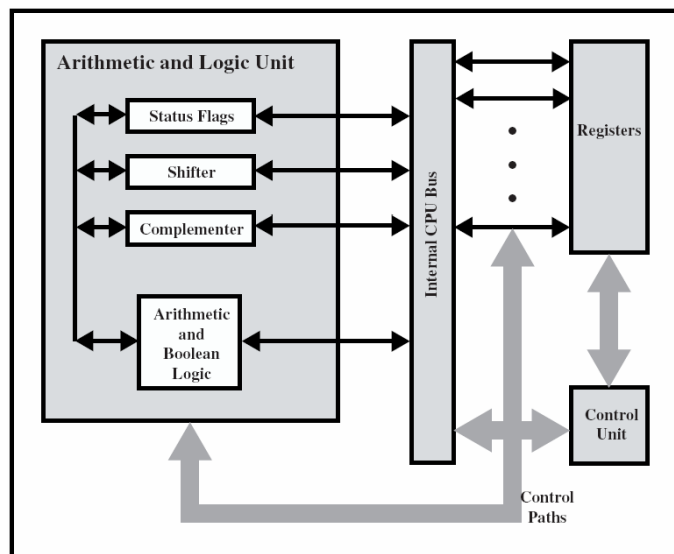 Arithmetic and Logic Unit
Status Flags
Shifter
Complementer
Arithmetic
and
Boolean
Logic
Internal CPU Bus
Registers
Control
Unit
Control
Paths